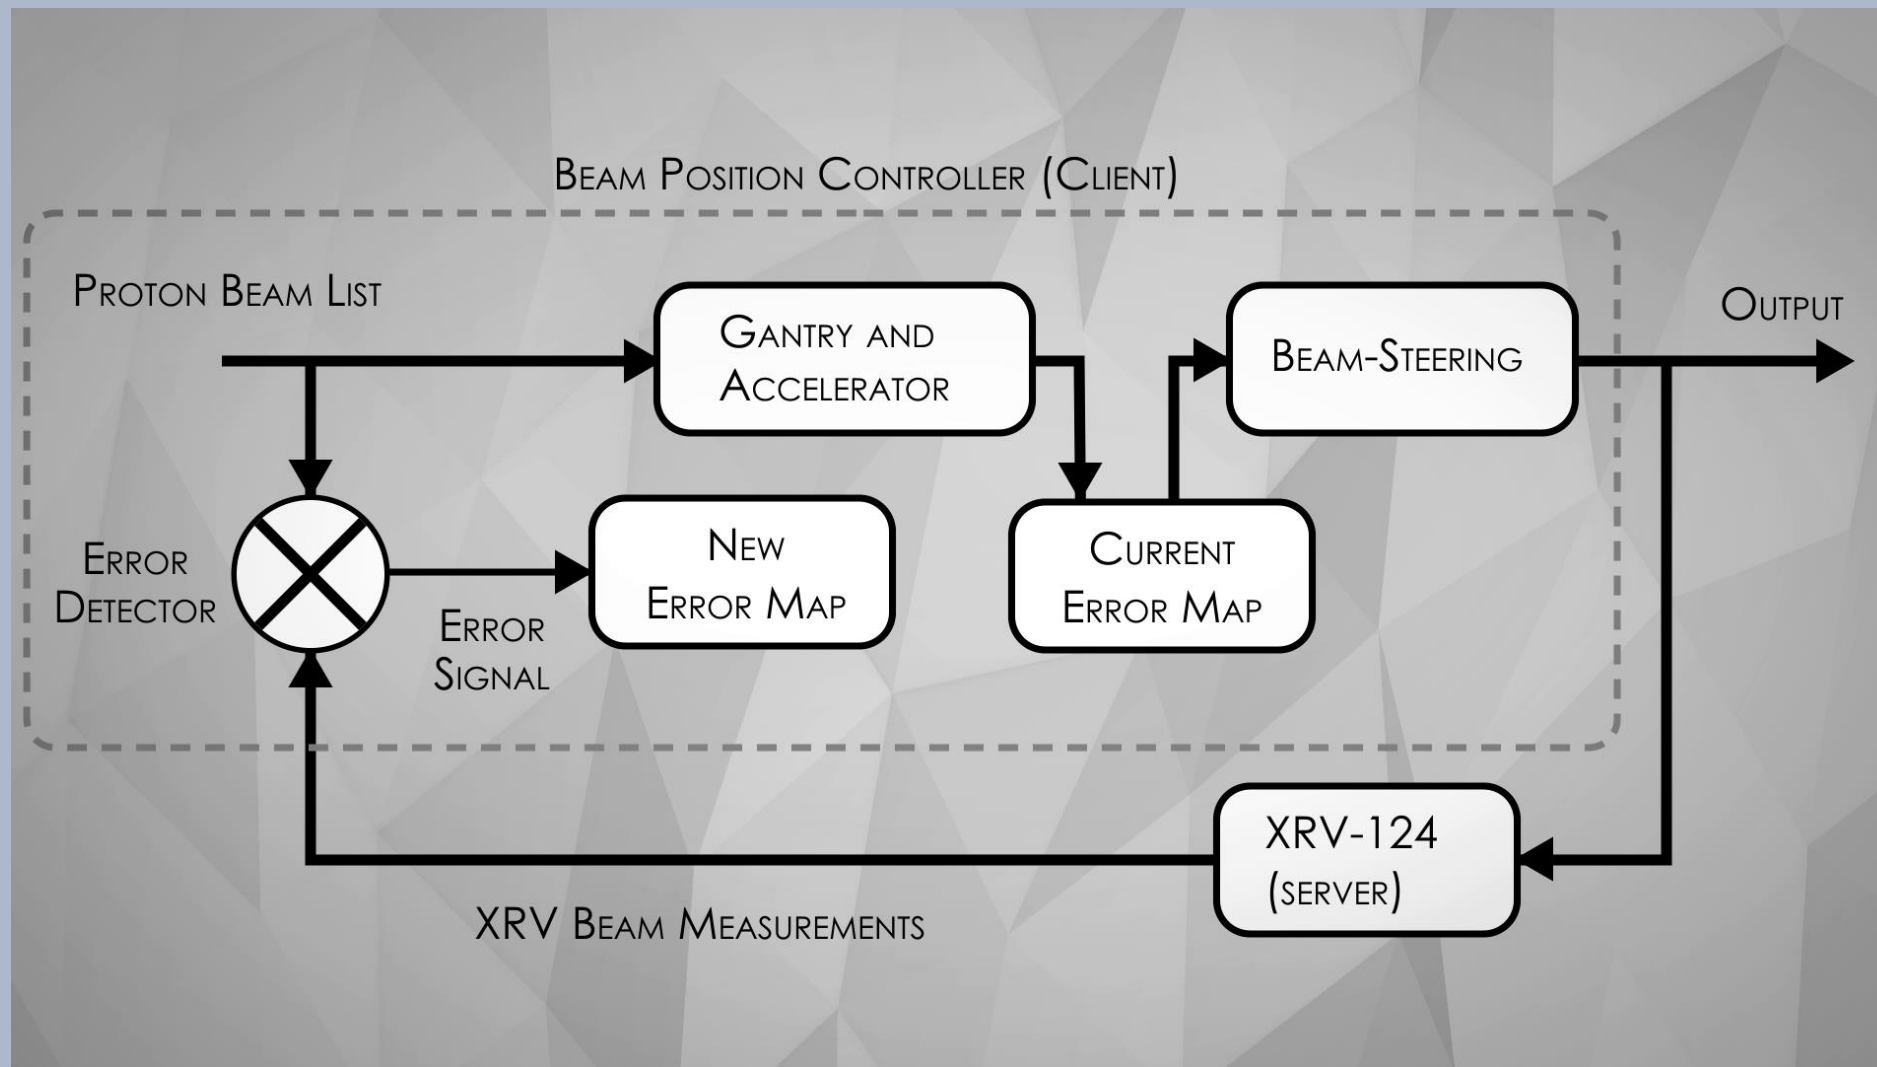 Beam Position Controller (Client)
Proton Beam List
Gantry and
Accelerator
Beam-Steering
Output
Error
Detector
Error
Signal
New
Error Map
Current
Error Map
XRV-124
(server)
XRV Beam Measurements